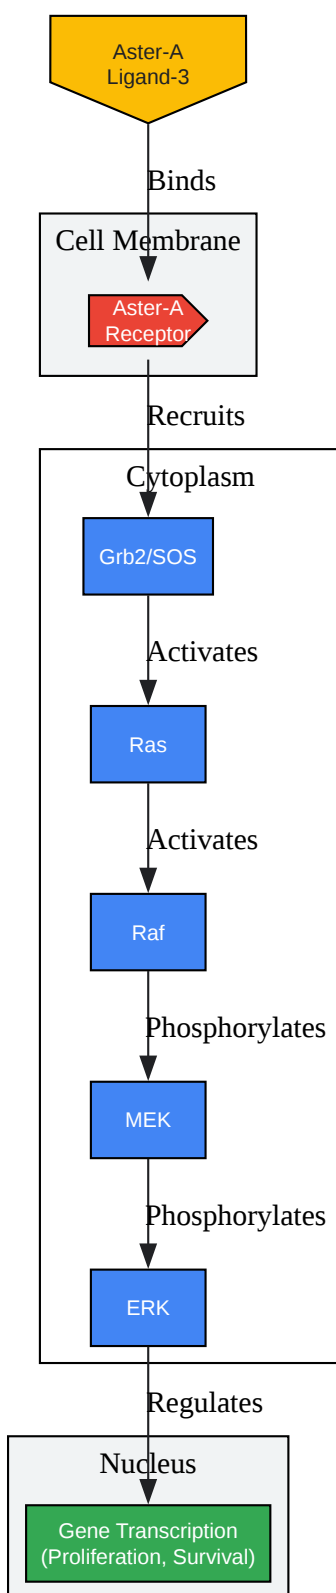 Aster-A
Ligand-3
Binds
Cell Membrane
Aster-A
Receptor
Recruits
Cytoplasm
Grb2/SOS
Activates
Ras
Activates
Raf
Phosphorylates
MEK
Phosphorylates
ERK
Regulates
Nucleus
Gene Transcription
(Proliferation, Survival)